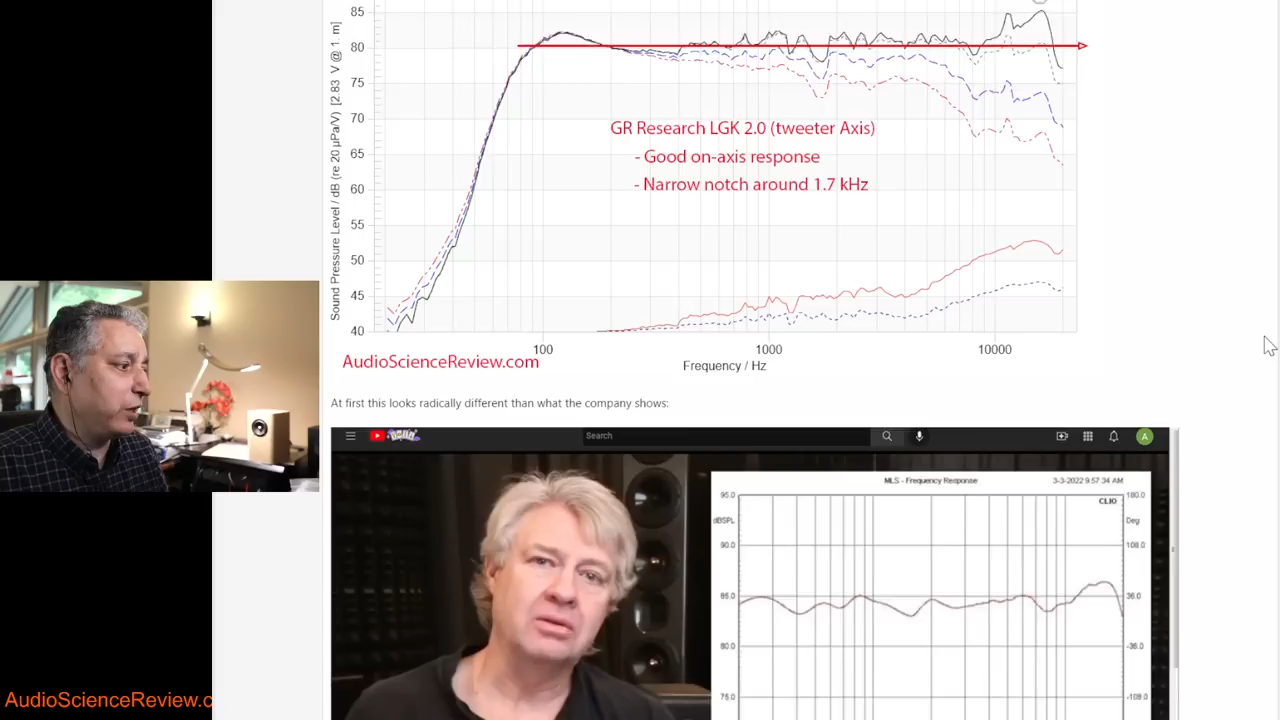 85
80
75
70
65
60
55
50
45
40
Sound Pressure Level / dB (re 20 µPa/V) [2.83 V @ 1 m]
GR Research LGK 2.0 (tweeter Axis)
- Good on-axis response
- Narrow notch around 1.7 kHz
100
1000
10000
AudioScienceReview.com
Frequency / Hz
At first this looks radically different than what the company shows:
Search
A
MLS - Frequency Response
3-3-2022 9:57:34 AM
95.0
180.0
CLIO
dBSPL
Deg
90.0
108.0
85.0
36.0
80.0
-36.0
75.0
-108.0
AudioScienceReview.c